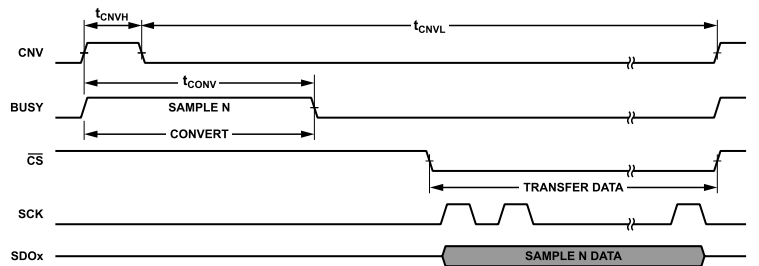 tCNVH
tCNVL
CNV
tCONV
BUSY
SAMPLE N
CONVERT
CS
TRANSFER DATA
SCK
SDOx
SAMPLE N DATA